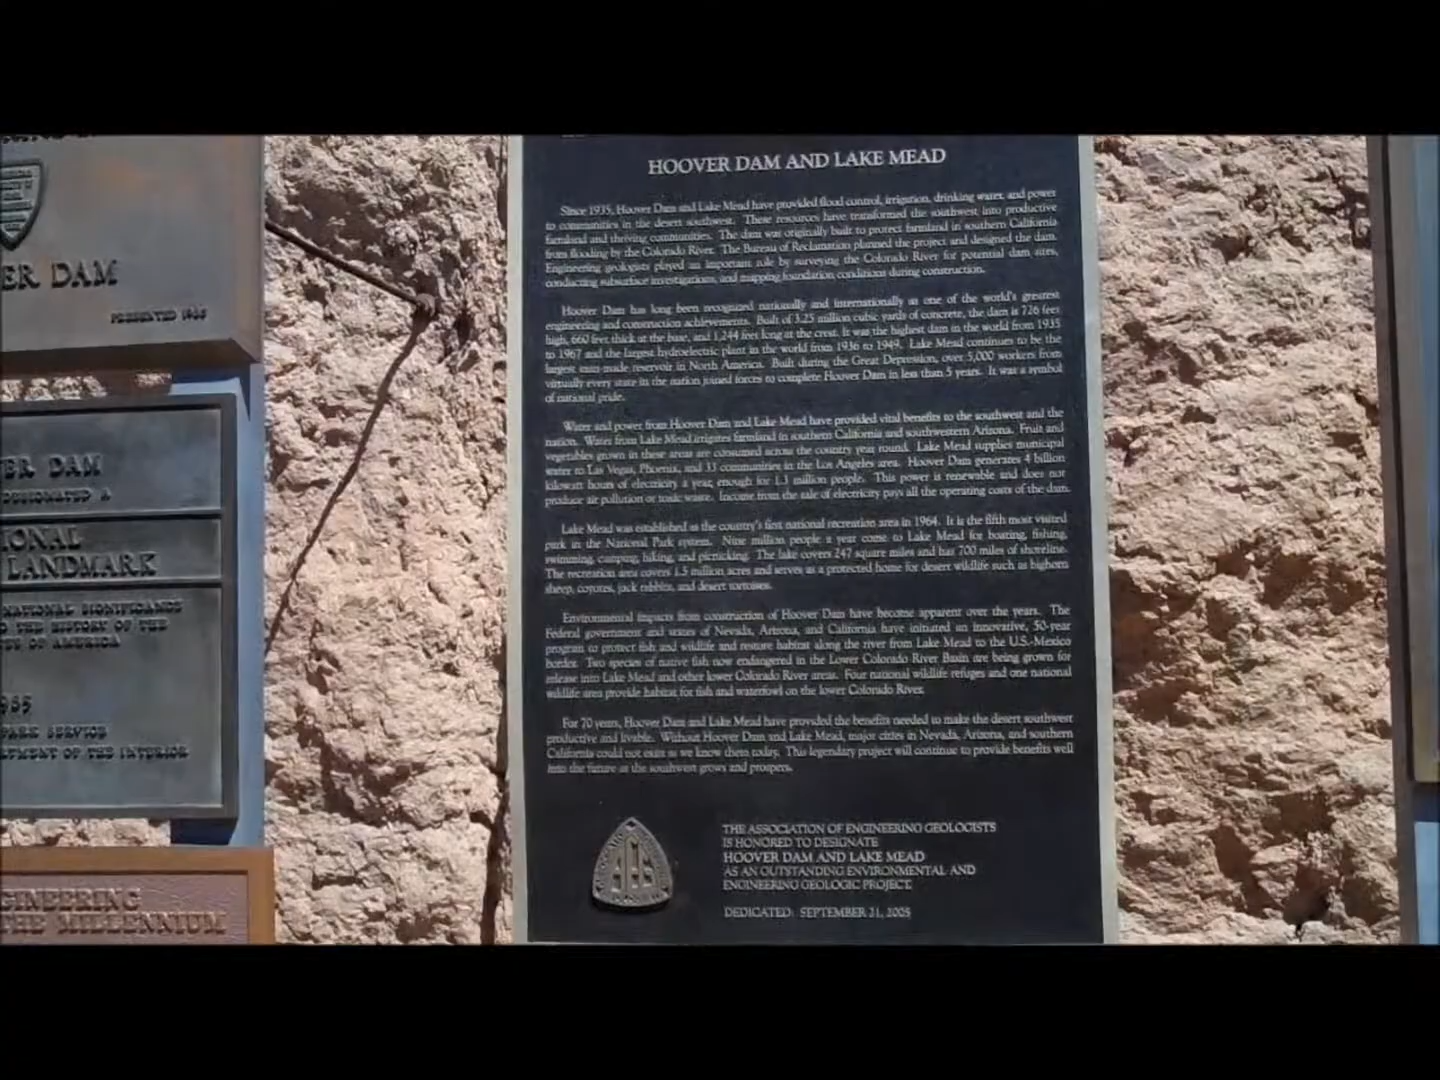 ER DAM
PRESENTED 1985
ER DAM
DESIGNATED A
IONAL
LANDMARK
NATIONAL SIGNIFICANCE
THE HISTORY OF THE
OF AMERICA
985
PARK SERVICE
TMENT OF THE INTERIOR
GINEERING
THE MILLENNIUM
HOOVER DAM AND LAKE MEAD
Since 1935, Hoover Dam and Lake Mead have provided flood control, irrigation, drinking water, and power
to communities in the desert southwest. These resources have transformed the southwest into productive
farmland and thriving communities. The dam was originally built to protect farmland in southern California
from flooding by the Colorado River. The Bureau of Reclamation planned the project and designed the dam.
Engineering geologists played an important role by surveying the Colorado River for potential dam sites,
conducting subsurface investigations, and mapping foundation conditions during construction.
Hoover Dam has long been recognized nationally and internationally as one of the world's greatest
engineering and construction achievements. Built of 3.25 million cubic yards of concrete, the dam is 726 feet
high, 660 feet thick at the base, and 1,244 feet long at the crest. It was the highest dam in the world from 1935
to 1967 and the largest hydroelectric plant in the world from 1936 to 1949. Lake Mead continues to be the
largest man-made reservoir in North America. Built during the Great Depression, over 5,000 workers from
virtually every state in the nation joined forces to complete Hoover Dam in less than 5 years. It was a symbol
of national pride.
Water and power from Hoover Dam and Lake Mead have provided vital benefits to the southwest and the
nation. Water from Lake Mead irrigates farmland in southern California and southwestern Arizona. Fruit and
vegetables grown in these areas are consumed across the country year round. Lake Mead supplies municipal
water to Las Vegas, Phoenix, and 33 communities in the Los Angeles area. Hoover Dam generates 4 billion
kilowatt hours of electricity a year, enough for 1.3 million people. This power is renewable and does not
produce air pollution or toxic waste. Income from the sale of electricity pays all the operating costs of the dam.
Lake Mead was established as the country's first national recreation area in 1964. It is the fifth most visited
park in the National Park system. Nine million people a year come to Lake Mead for boating, fishing,
swimming, camping, hiking, and picnicking. The lake covers 247 square miles and has 700 miles of shoreline.
The recreation area covers 1.5 million acres and serves as a protected home for desert wildlife such as bighorn
sheep, coyotes, jack rabbits, and desert tortoises.
Environmental impacts from construction of Hoover Dam have become apparent over the years. The
Federal government and states of Nevada, Arizona, and California have initiated an innovative, 50-year
program to protect fish and wildlife and restore habitat along the river from Lake Mead to the U.S.-Mexico
border. Two species of native fish now endangered in the Lower Colorado River Basin are being grown for
release into Lake Mead and other lower Colorado River areas. Four national wildlife refuges and one national
wildlife area provide habitat for fish and waterfowl on the lower Colorado River.
For 70 years, Hoover Dam and Lake Mead have provided the benefits needed to make the desert southwest
productive and livable. Without Hoover Dam and Lake Mead, major cities in Nevada, Arizona, and southern
California could not exist as we know them today. This legendary project will continue to provide benefits well
into the future as the southwest grows and prospers.
AEG
THE ASSOCIATION OF ENGINEERING GEOLOGISTS
IS HONORED TO DESIGNATE
HOOVER DAM AND LAKE MEAD
AS AN OUTSTANDING ENVIRONMENTAL AND
ENGINEERING GEOLOGIC PROJECT.
DEDICATED: SEPTEMBER 21, 2005